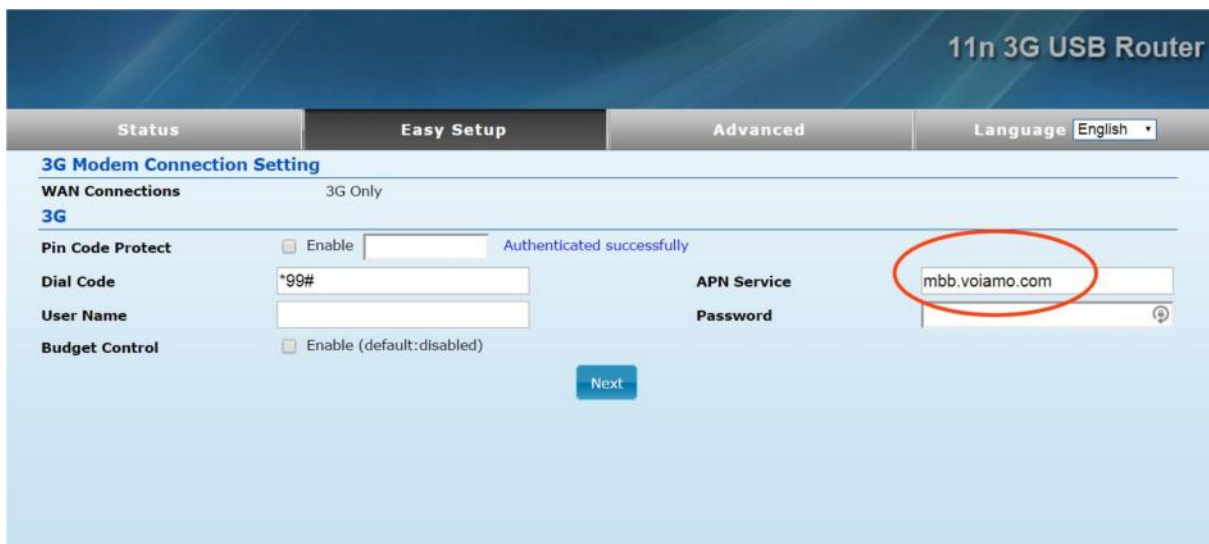 11n 3G USB Router
Status Easy Setup Advanced Language English
3G Modem Connection Setting
WAN Connections 3G Only
3G
Pin Code Protect Enable Authenticated successfully
Dial Code *99# APN Service mbb.voiamo.com
User Name Password
Budget Control Enable (default:disabled)
Next